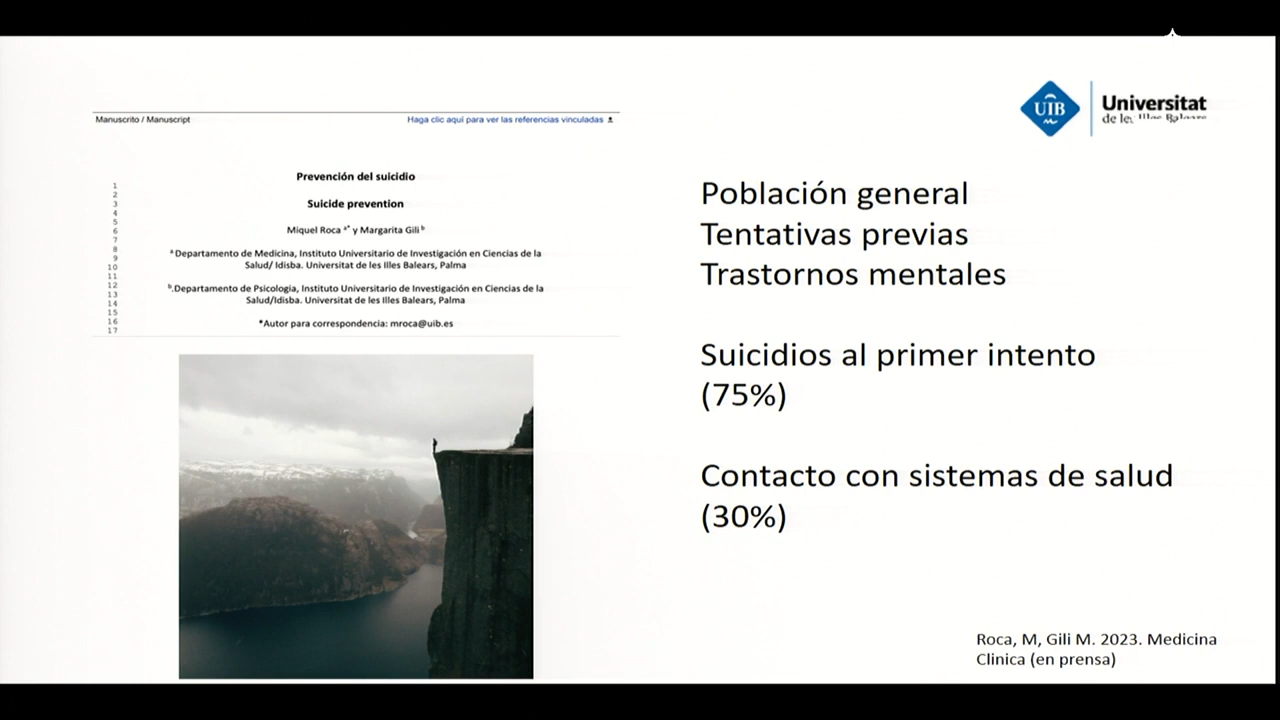 Manuscrito / Manuscript
Haga clic aquí para ver las referencias vinculadas
1
2
3
4
5
6
7
8
9
10
11
12
13
14
15
16
17
Prevención del suicidio
Suicide prevention
Miquel Roca a* y Margarita Gili b
a Departamento de Medicina, Instituto Universitario de Investigación en Ciencias de la
Salud/ Idisba. Universitat de les Illes Balears, Palma
b.Departamento de Psicologia, Instituto Universitario de Investigación en Ciencias de la
Salud/Idisba. Universitat de les Illes Balears, Palma
*Autor para correspondencia: mroca@uib.es
UIB
Universitat
de les Illes Balears
Población general
Tentativas previas
Trastornos mentales
Suicidios al primer intento
(75%)
Contacto con sistemas de salud
(30%)
Roca, M, Gili M. 2023. Medicina
Clinica (en prensa)